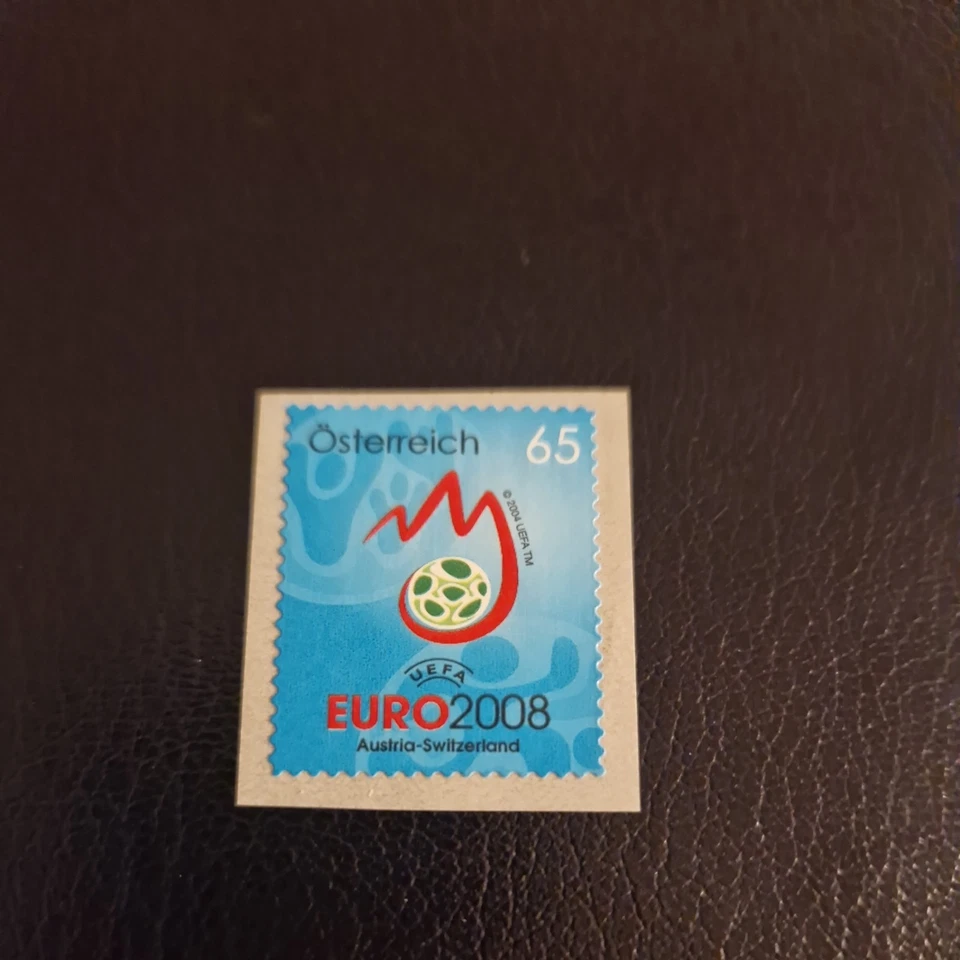 Österreich 65
© 2004 UEFA TM
UEFA
EURO2008
Austria-Switzerland